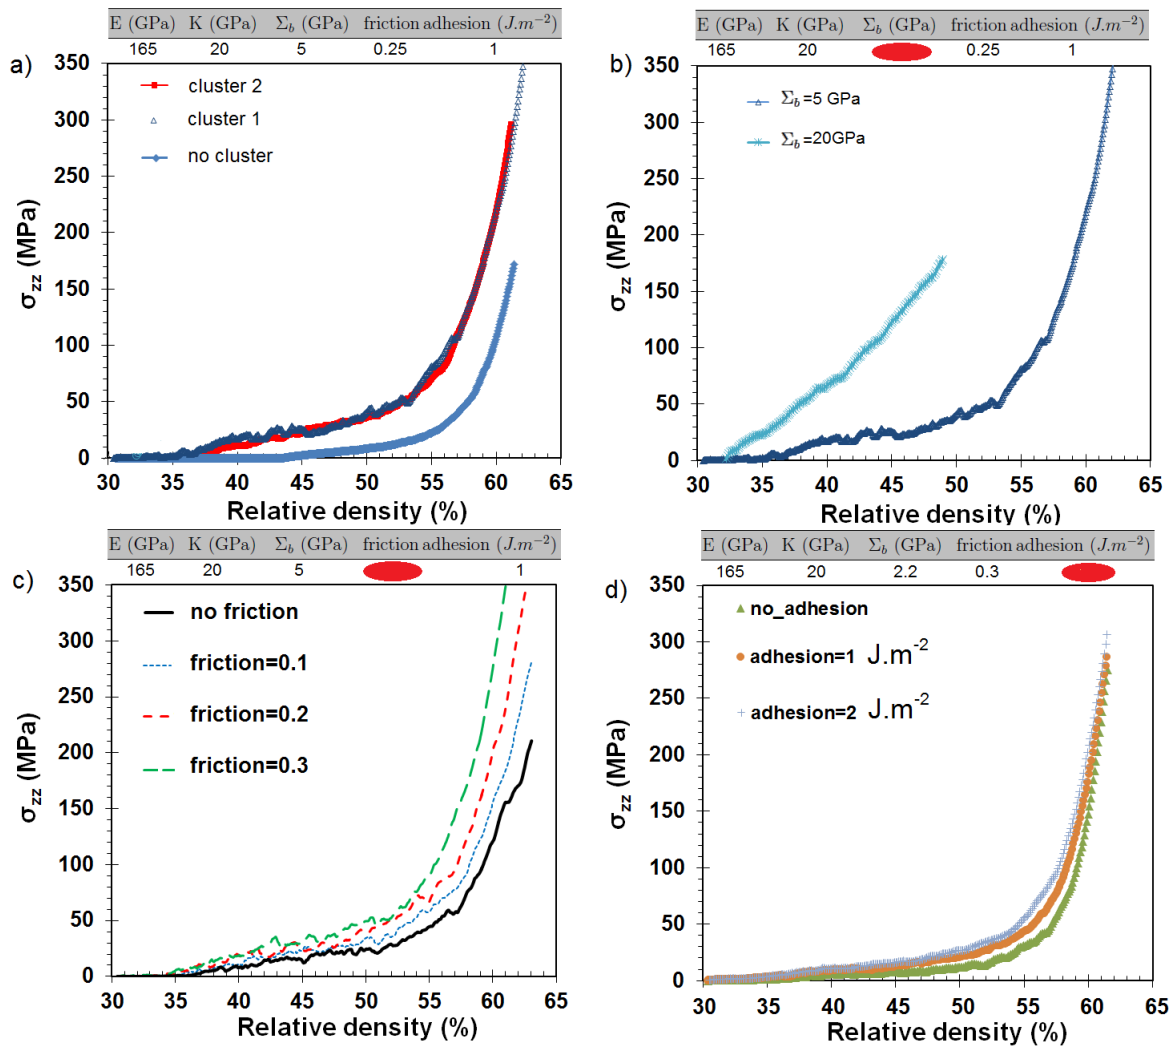 E (GPa) K (GPa) Σ_b (GPa) friction adhesion (J.m⁻²)
165 20 5 0.25 1
a)
350
300
250
200
150
100
50
0
σzz (MPa)
cluster 2
cluster 1
no cluster
30 35 40 45 50 55 60 65
Relative density (%)
E (GPa) K (GPa) Σ_b (GPa) friction adhesion (J.m⁻²)
165 20 0.25 1
b)
350
300
250
200
150
100
50
0
σzz (MPa)
Σ_b=5 GPa
Σ_b=20GPa
30 35 40 45 50 55 60 65
Relative density (%)
E (GPa) K (GPa) Σ_b (GPa) friction adhesion (J.m⁻²)
165 20 5 1
c)
350
300
250
200
150
100
50
0
σzz (MPa)
no friction
friction=0.1
friction=0.2
friction=0.3
30 35 40 45 50 55 60 65
Relative density (%)
E (GPa) K (GPa) Σ_b (GPa) friction adhesion (J.m⁻²)
165 20 2.2 0.3
d)
350
300
250
200
150
100
50
0
σzz (MPa)
no_adhesion
adhesion=1 J.m⁻²
adhesion=2 J.m⁻²
30 35 40 45 50 55 60 65
Relative density (%)